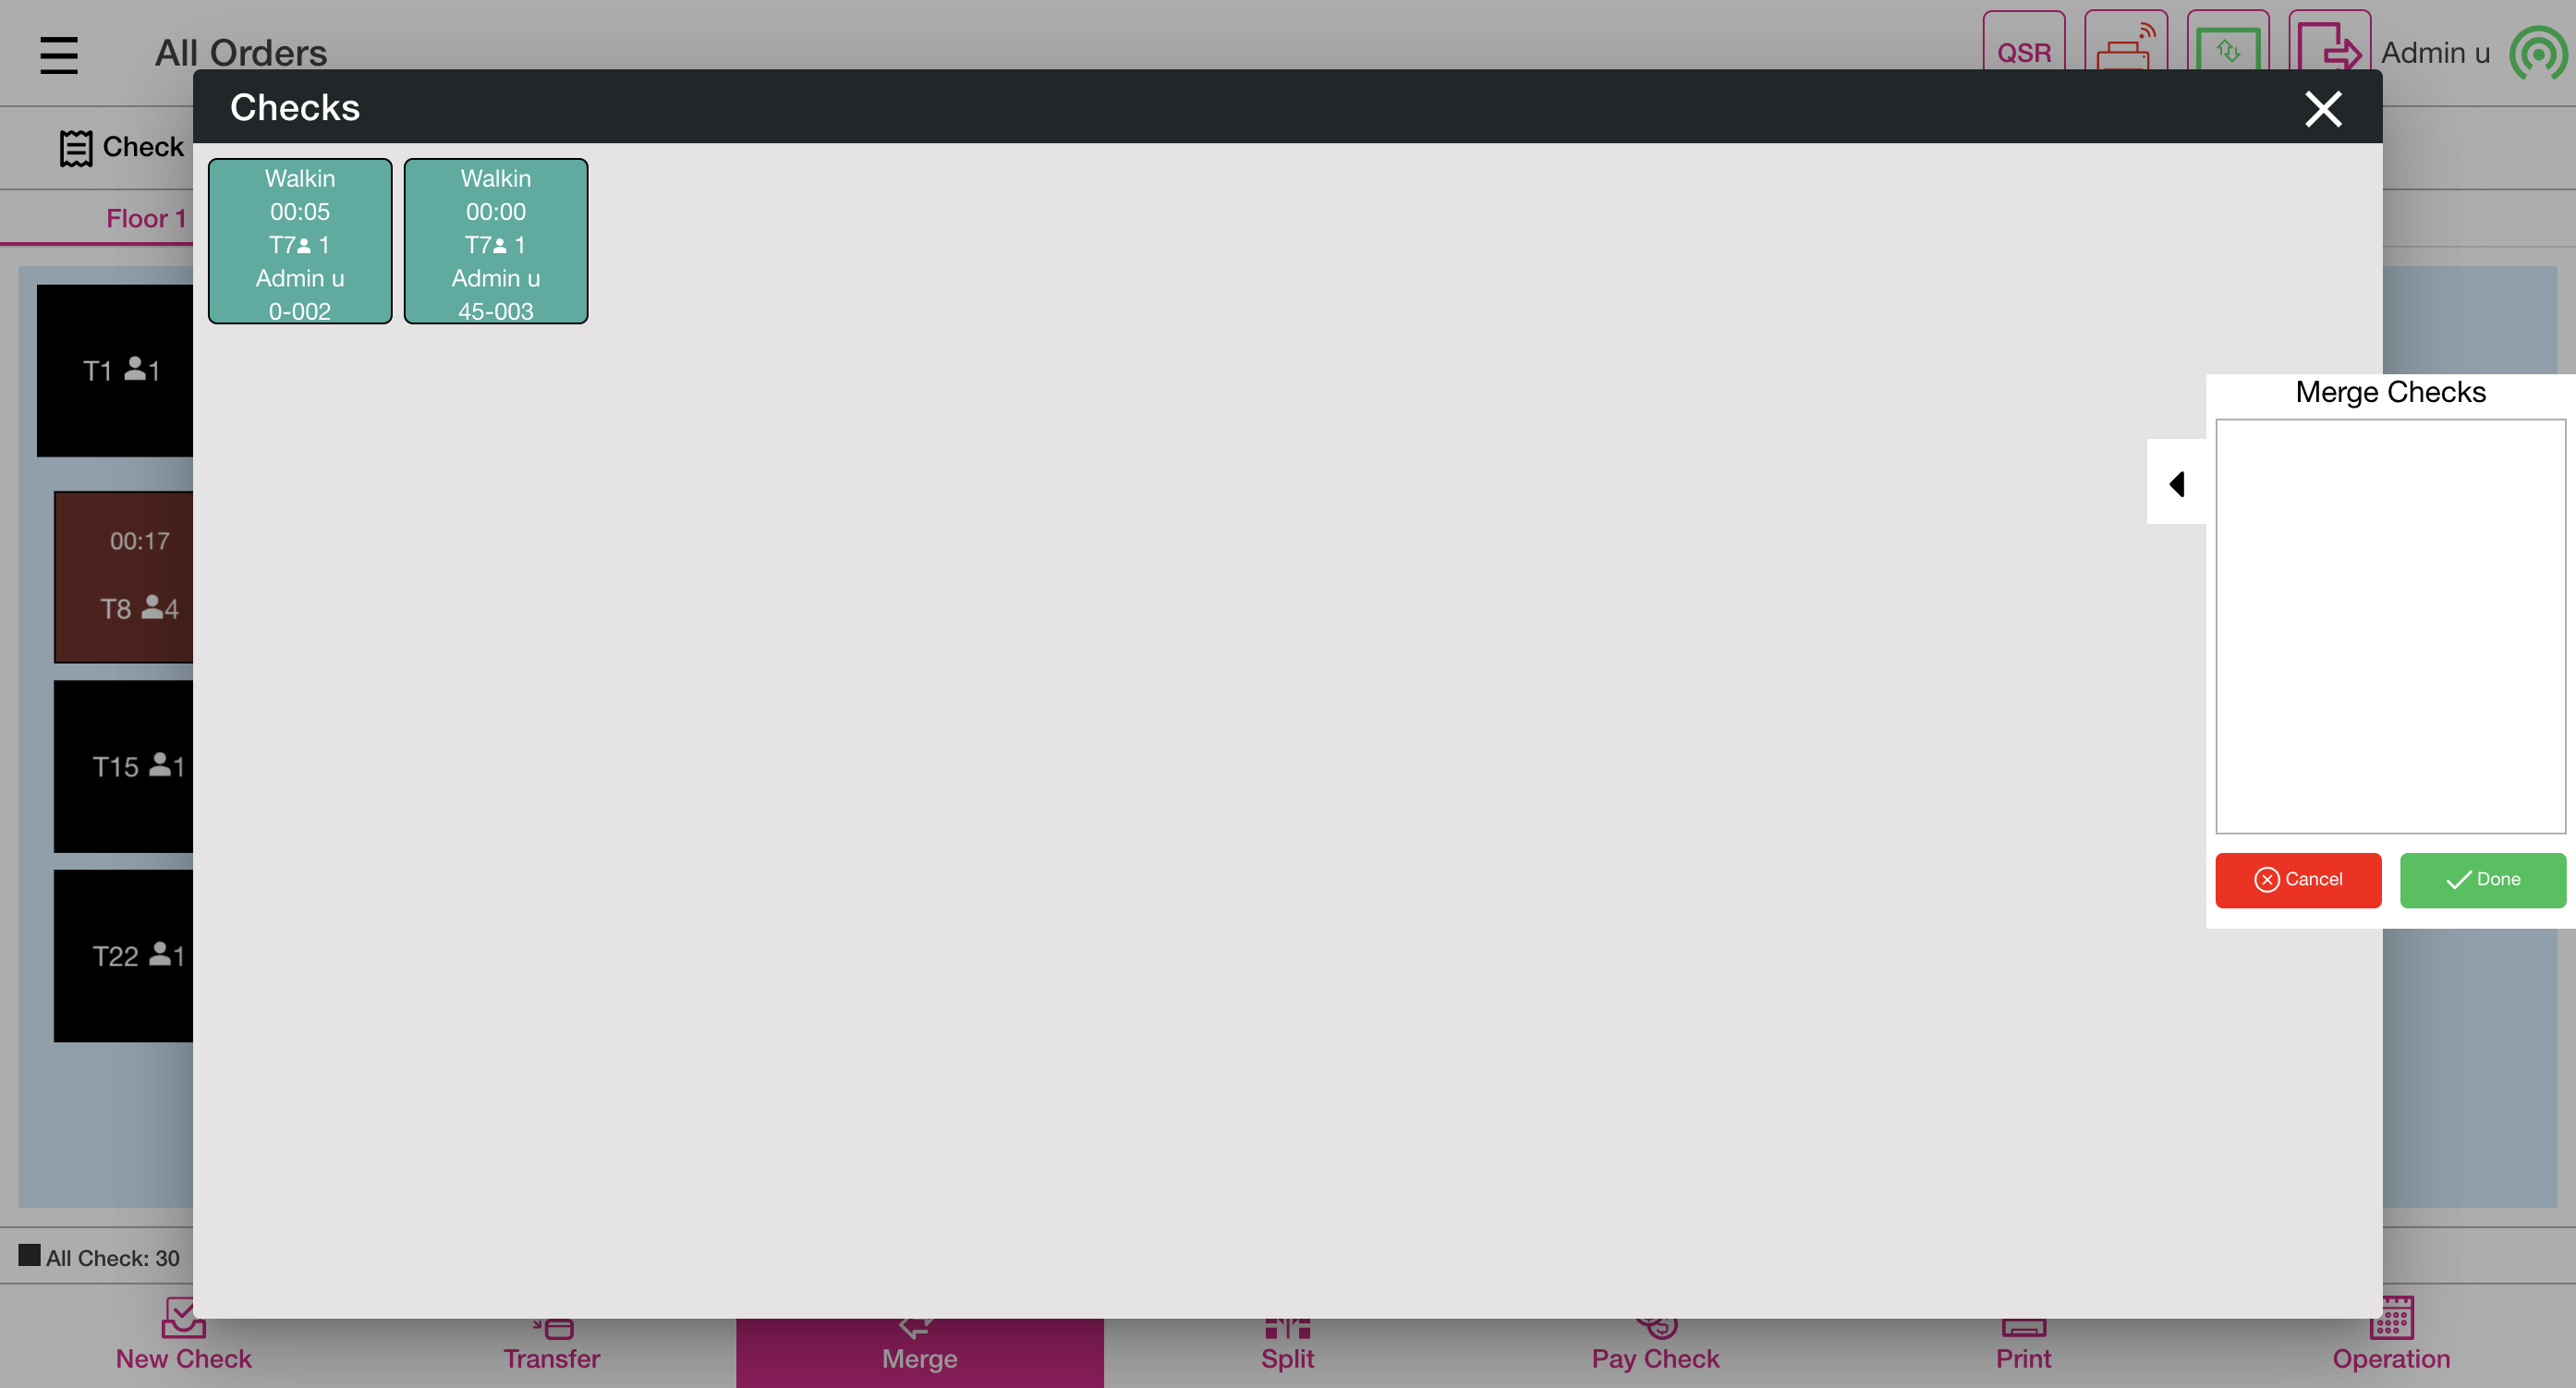 All Orders
QSR
Admin u
Checks
Check
Floor 1
Walkin
00:05
T7 1
Admin u
0-002
Walkin
00:00
T7 1
Admin u
45-003
T1 1
00:17
T8 4
T15 1
T22 1
Merge Checks
Cancel
Done
All Check: 30
New Check
Transfer
Merge
Split
Pay Check
Print
Operation